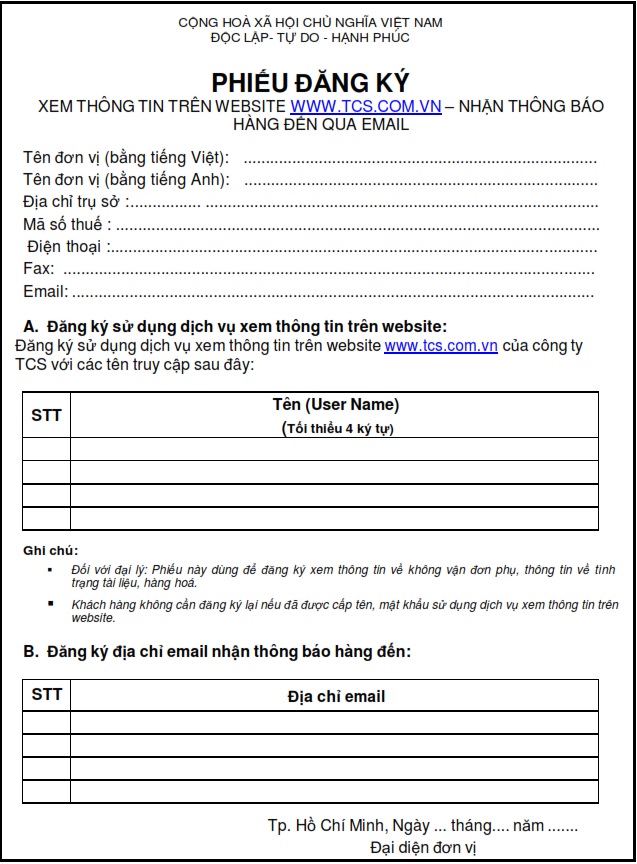 CỘNG HOÀ XÃ HỘI CHỦ NGHĨA VIỆT NAM
ĐỘC LẬP- TỰ DO - HẠNH PHÚC
PHIẾU ĐĂNG KÝ
XEM THÔNG TIN TRÊN WEBSITE WWW.TCS.COM.VN – NHẬN THÔNG BÁO
HÀNG ĐẾN QUA EMAIL
Tên đơn vị (bằng tiếng Việt): ............................................................................
Tên đơn vị (bằng tiếng Anh): ............................................................................
Địa chỉ trụ sở :............... .....................................................................................
Mã số thuế : ........................................................................................................
Điện thoại :.........................................................................................................
Fax: ...................................................................................................................
Email: ................................................................................................................
A. Đăng ký sử dụng dịch vụ xem thông tin trên website:
Đăng ký sử dụng dịch vụ xem thông tin trên website www.tcs.com.vn của công ty
TCS với các tên truy cập sau đây:
STT
Tên (User Name)
(Tối thiểu 4 ký tự)
Ghi chú:
▪ Đối với đại lý: Phiếu này dùng để đăng ký xem thông tin về không vận đơn phụ, thông tin về tình
trạng tài liệu, hàng hoá.
▪ Khách hàng không cần đăng ký lại nếu đã được cấp tên, mật khẩu sử dụng dịch vụ xem thông tin trên
website.
B. Đăng ký địa chỉ email nhận thông báo hàng đến:
STT Địa chỉ email
Tp. Hồ Chí Minh, Ngày ... tháng.... năm .......
Đại diện đơn vị